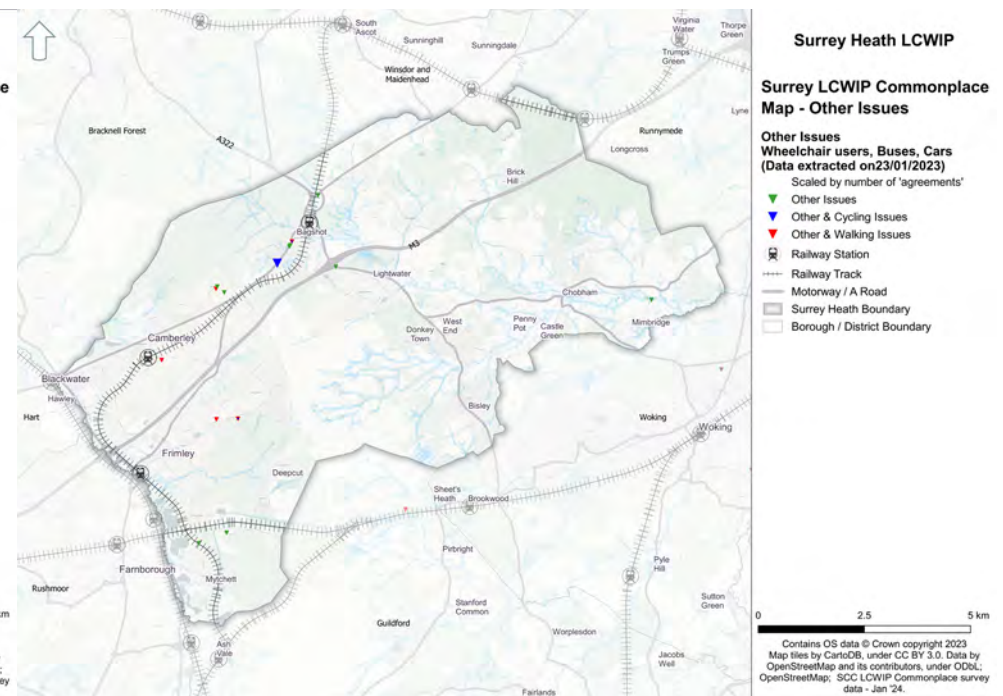 Surrey Heath LCWIP
Surrey LCWIP Commonplace
Map - Other Issues
Other Issues
Wheelchair users, Buses, Cars
(Data extracted on23/01/2023)
Scaled by number of 'agreements'
Other Issues
Other & Cycling Issues
Other & Walking Issues
Railway Station
Railway Track
Motorway / A Road
Surrey Heath Boundary
Borough / District Boundary
0 2.5 5 km
Contains OS data © Crown copyright 2023
Map tiles by CartoDB, under CC BY 3.0. Data by
OpenStreetMap and its contributors, under ODbL;
OpenStreetMap; SCC LCWIP Commonplace survey
data - Jan '24.
South
Ascot
Sunninghill
Sunningdale
Virginia
Water
Thorpe
Green
Trumps
Green
Winsdor and
Maidenhead
Lyne
Bracknell Forest
A322
Runnymede
Longcross
Brick
Hill
Bagshot
M3
Lightwater
Chobham
Mimbridge
West
End
Donkey
Town
Penny
Pot
Castle
Green
Camberley
Blackwater
Hawley
Hart
Bisley
Woking
Woking
Frimley
Deepcut
Sheet's
Heath
Brookwood
Farnborough
Mytchett
Pirbright
Pyle
Hill
Rushmoor
Stanford
Common
Sutton
Green
Guildford
Worplesdon
Ash
Vale
Jacobs
Well
Fairlands